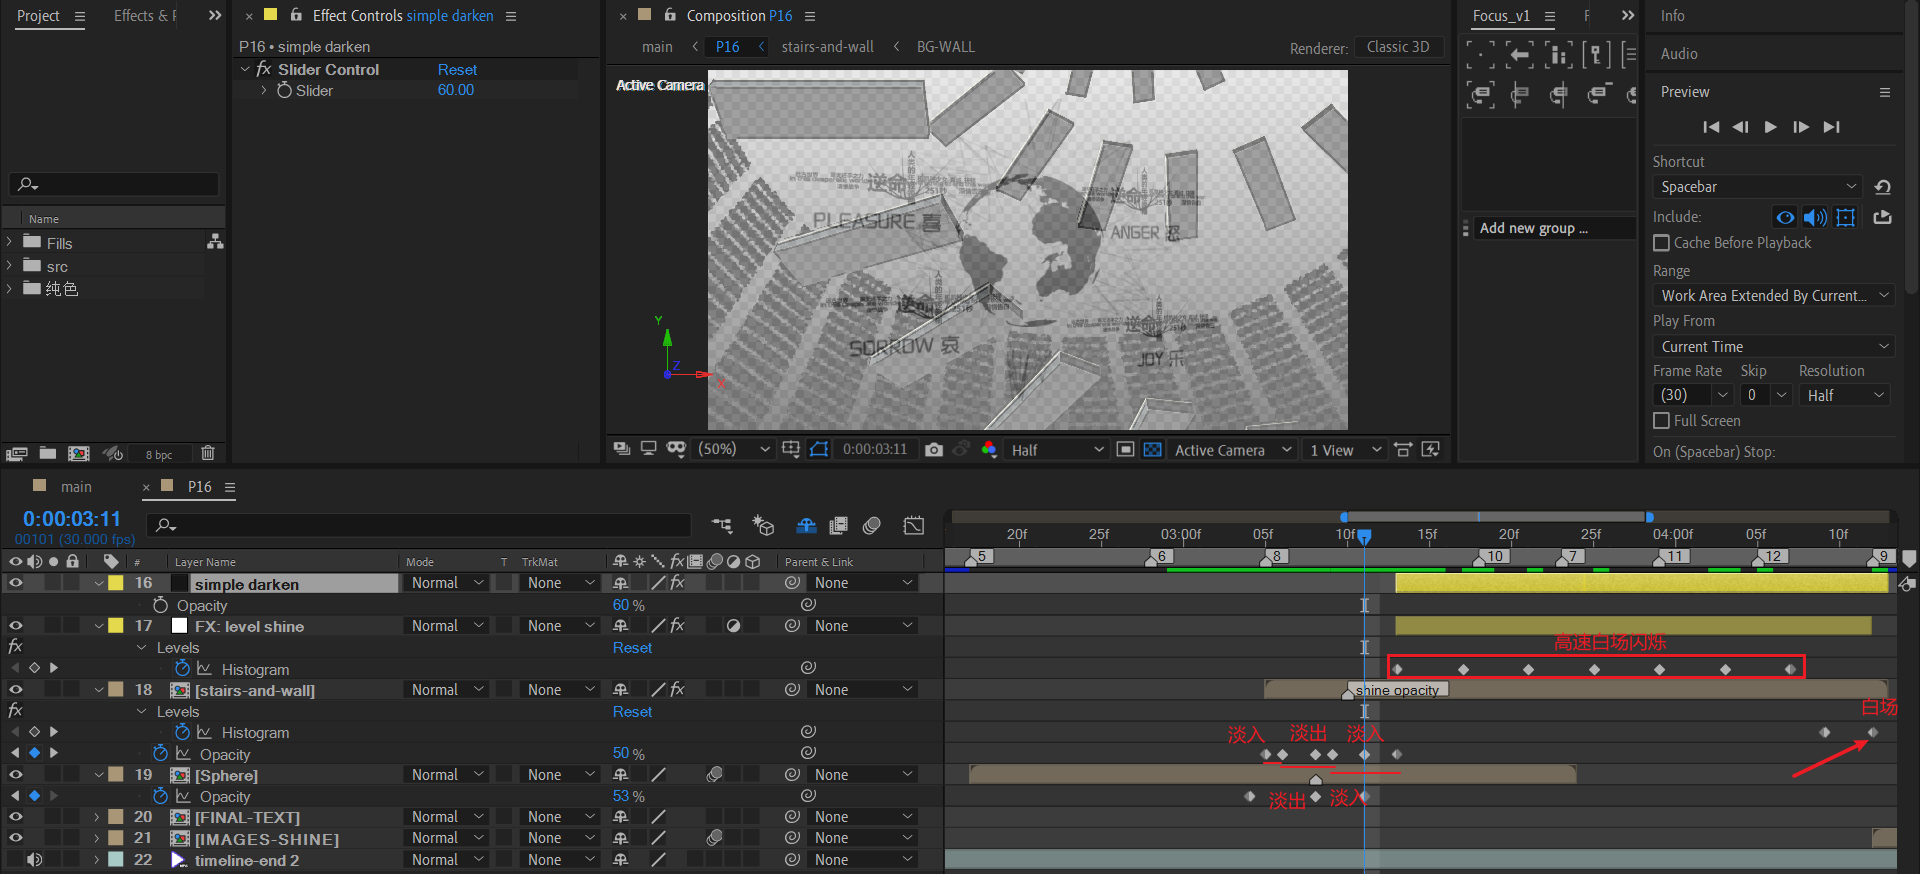 Project
Effects & P
Effect Controls simple darken
P16 • simple darken
fx Slider Control Reset
Slider 60.00
Name
Fills
src
纯色
8 bpc
Composition P16
main P16 stairs-and-wall BG-WALL
Renderer: Classic 3D
Active Camera
逆命
PLEASURE 喜
ANGER 怒
SORROW 哀
JOY 乐
Y
Z
X
(50%) 0:00:03:11 Half Active Camera 1 View
Focus_v1
Add new group ...
Info
Audio
Preview
Shortcut
Spacebar
Include:
Cache Before Playback
Range
Work Area Extended By Current...
Play From
Current Time
Frame Rate Skip Resolution
(30) 0 Half
Full Screen
On (Spacebar) Stop:
main P16
0:00:03:11
00101 (30.000 fps)
20f 25f 03:00f 05f 10f 15f 20f 25f 04:00f 05f 10f
5 6 8 10 7 11 12 9
# Layer Name Mode T TrkMat fx Parent & Link
16 simple darken Normal None fx None
Opacity 60 %
17 FX: level shine Normal None fx None
fx Levels Reset
高速白场闪烁
Histogram
18 [stairs-and-wall] Normal None fx None
shine opacity
fx Levels Reset
白场
Histogram
淡入 淡出 淡入
Opacity 50 %
19 [Sphere] Normal None None
Opacity 53 %
淡出 淡入
20 [FINAL-TEXT] Normal None None
21 [IMAGES-SHINE] Normal None None
22 timeline-end 2 Normal None None